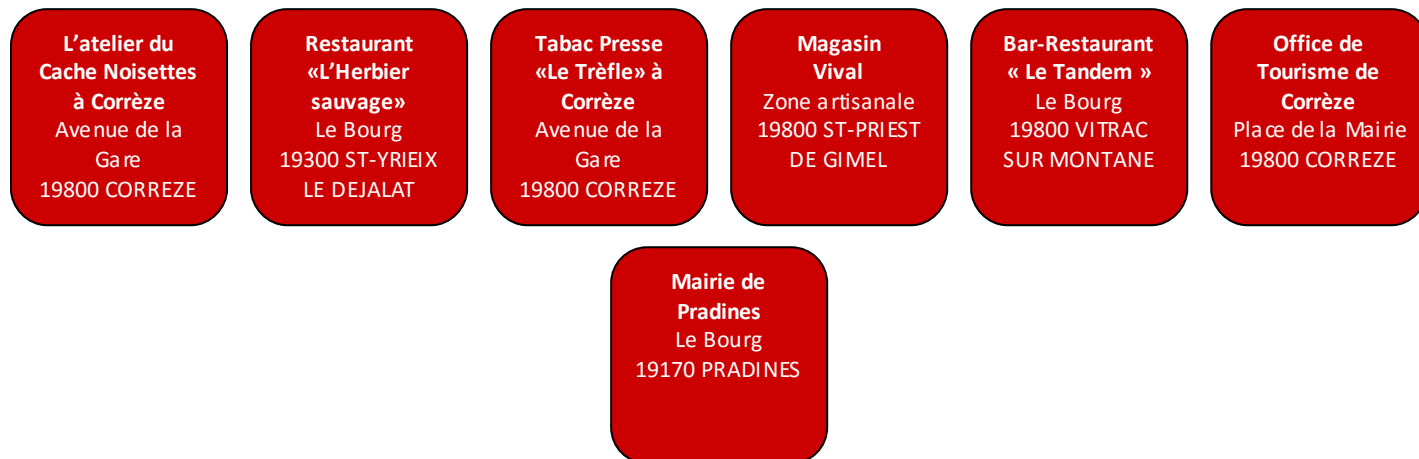 L’atelier du
Cache Noisettes
à Corrèze
Avenue de la
Gare
19800 CORREZE
Restaurant
«L’Herbier
sauvage»
Le Bourg
19300 ST-YRIEIX
LE DEJALAT
Tabac Presse
«Le Trèfle» à
Corrèze
Avenue de la
Gare
19800 CORREZE
Magasin
Vival
Zone artisanale
19800 ST-PRIEST
DE GIMEL
Bar-Restaurant
« Le Tandem »
Le Bourg
19800 VITRAC
SUR MONTANE
Office de
Tourisme de
Corrèze
Place de la Mairie
19800 CORREZE
Mairie de
Pradines
Le Bourg
19170 PRADINES